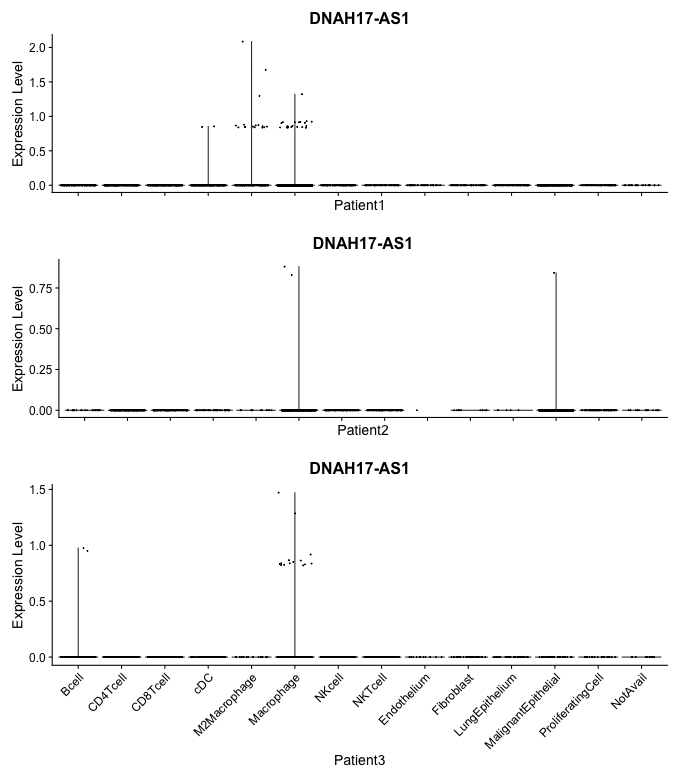 DNAH17-AS1
Expression Level
2.0
1.5
1.0
0.5
0.0
Patient1
DNAH17-AS1
Expression Level
0.75
0.50
0.25
0.00
Patient2
DNAH17-AS1
Expression Level
1.5
1.0
0.5
0.0
Bcell
CD4Tcell
CD8Tcell
cDC
M2Macrophage
Macrophage
NKcell
NKTcell
Endothelium
Fibroblast
LungEpithelium
MalignantEpithelial
ProliferatingCell
NotAvail
Patient3